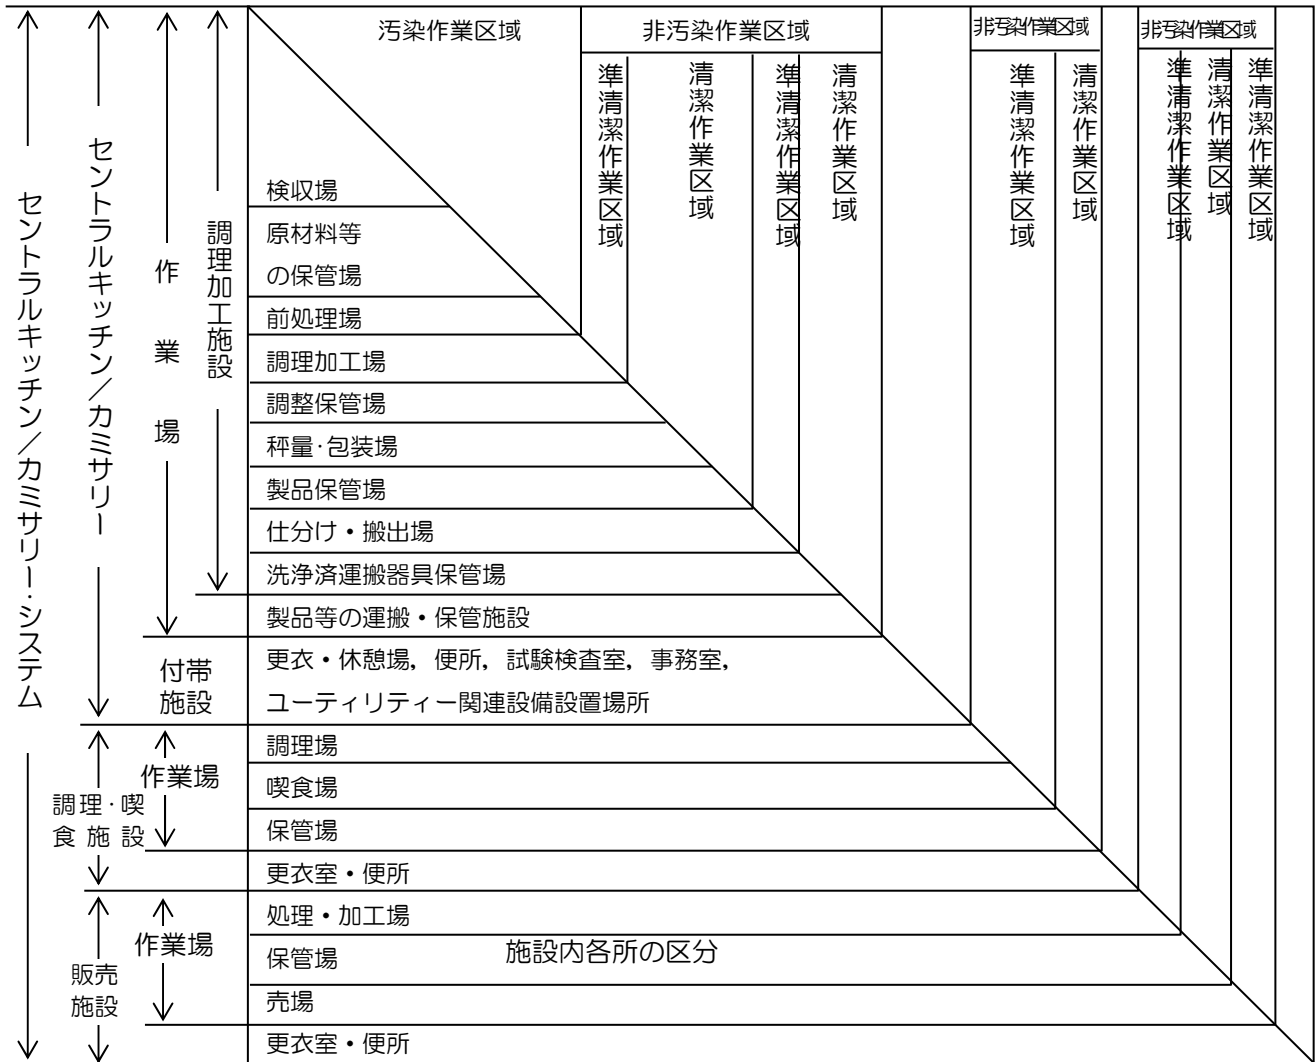 汚染作業区域
非汚染作業区域
非汚染作業区域
非汚染作業区域
準清潔作業区域
清潔作業区域
準清潔作業区域
清潔作業区域
準清潔作業区域
清潔作業区域
準清潔作業区域
清潔作業区域
準清潔作業区域
セントラルキッチン/カミサリー・システム
セントラルキッチン/カミサリー
作業場
調理加工施設
検収場
原材料等
の保管場
前処理場
調理加工場
調整保管場
秤量・包装場
製品保管場
仕分け・搬出場
洗浄済運搬器具保管場
製品等の運搬・保管施設
付帯
施設
更衣・休憩場, 便所, 試験検査室, 事務室,
ユーティリティー関連設備設置場所
調理・喫
食施設
作業場
調理場
喫食場
保管場
更衣室・便所
販売
施設
作業場
処理・加工場
保管場
施設内各所の区分
売場
更衣室・便所